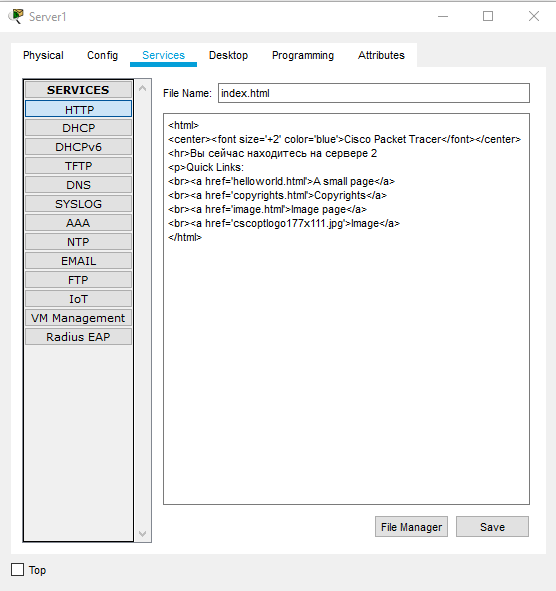 Server1
Physical Config Services Desktop Programming Attributes
SERVICES
HTTP
DHCP
DHCPv6
TFTP
DNS
SYSLOG
AAA
NTP
EMAIL
FTP
IoT
VM Management
Radius EAP
File Name: index.html
<html>
<center><font size='+2' color='blue'>Cisco Packet Tracer</font></center>
<hr>Вы сейчас находитесь на сервере 2
<p>Quick Links:
<br><a href='helloworld.html'>A small page</a>
<br><a href='copyrights.html'>Copyrights</a>
<br><a href='image.html'>Image page</a>
<br><a href='cscoptlogo177x111.jpg'>Image</a>
</html>
File Manager Save
Top